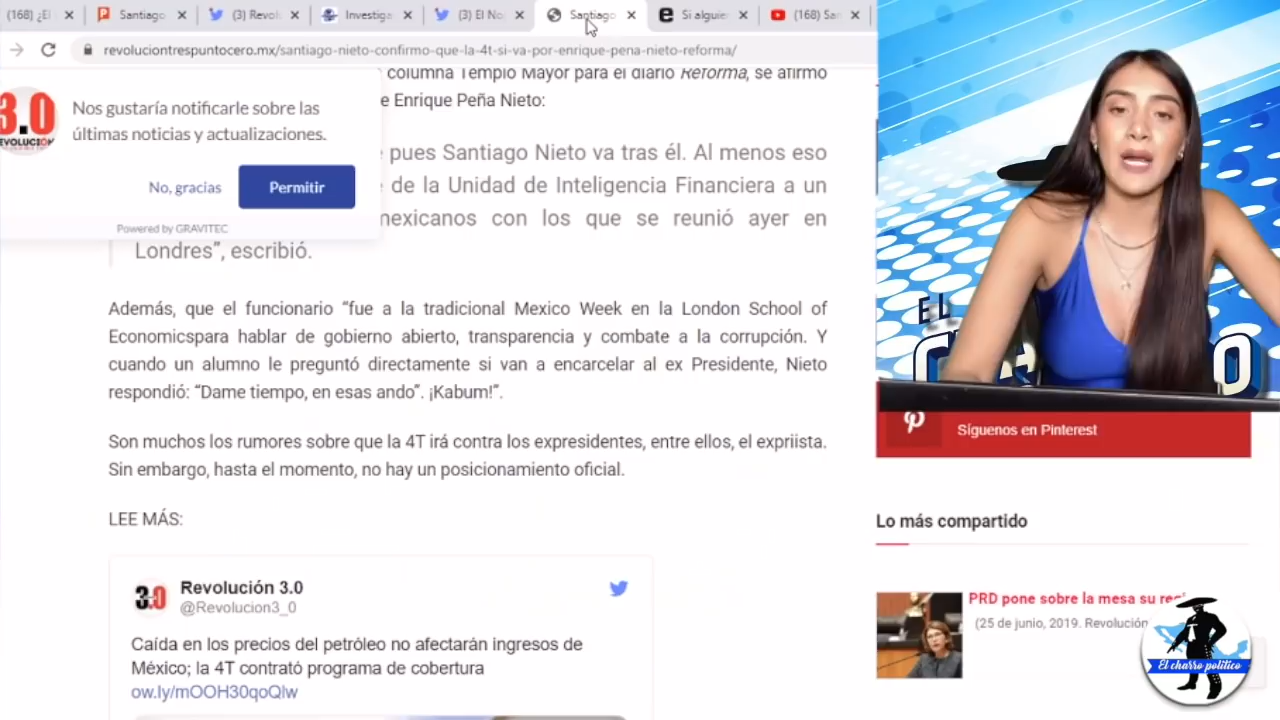 (168) ¿El
Santiago
(3) Revol
Investiga
(3) El No
Santiago
Si alguie
(168) San
revoluciontrespuntocero.mx/santiago-nieto-confirmo-que-la-4t-si-va-por-enrique-pena-nieto-reforma/
columna Templo Mayor para el diario Reforma, se afirmó
e Enrique Peña Nieto:
3.0
REVOLUCIÓN
Nos gustaría notificarle sobre las
últimas noticias y actualizaciones.
No, gracias
Permitir
Powered by GRAVITEC
pues Santiago Nieto va tras él. Al menos eso
de la Unidad de Inteligencia Financiera a un
mexicanos con los que se reunió ayer en
Londres”, escribió.
Además, que el funcionario “fue a la tradicional Mexico Week en la London School of
Economicspara hablar de gobierno abierto, transparencia y combate a la corrupción. Y
cuando un alumno le preguntó directamente si van a encarcelar al ex Presidente, Nieto
respondió: “Dame tiempo, en esas ando”. ¡Kabum!”.
Son muchos los rumores sobre que la 4T irá contra los expresidentes, entre ellos, el expriista.
Sin embargo, hasta el momento, no hay un posicionamiento oficial.
LEE MÁS:
3.0
Revolución 3.0
@Revolucion3_0
Caída en los precios del petróleo no afectarán ingresos de
México; la 4T contrató programa de cobertura
ow.ly/mOOH30qoQlw
EL
Síguenos en Pinterest
Lo más compartido
PRD pone sobre la mesa su
(25 de junio, 2019. Revolución
El charro político